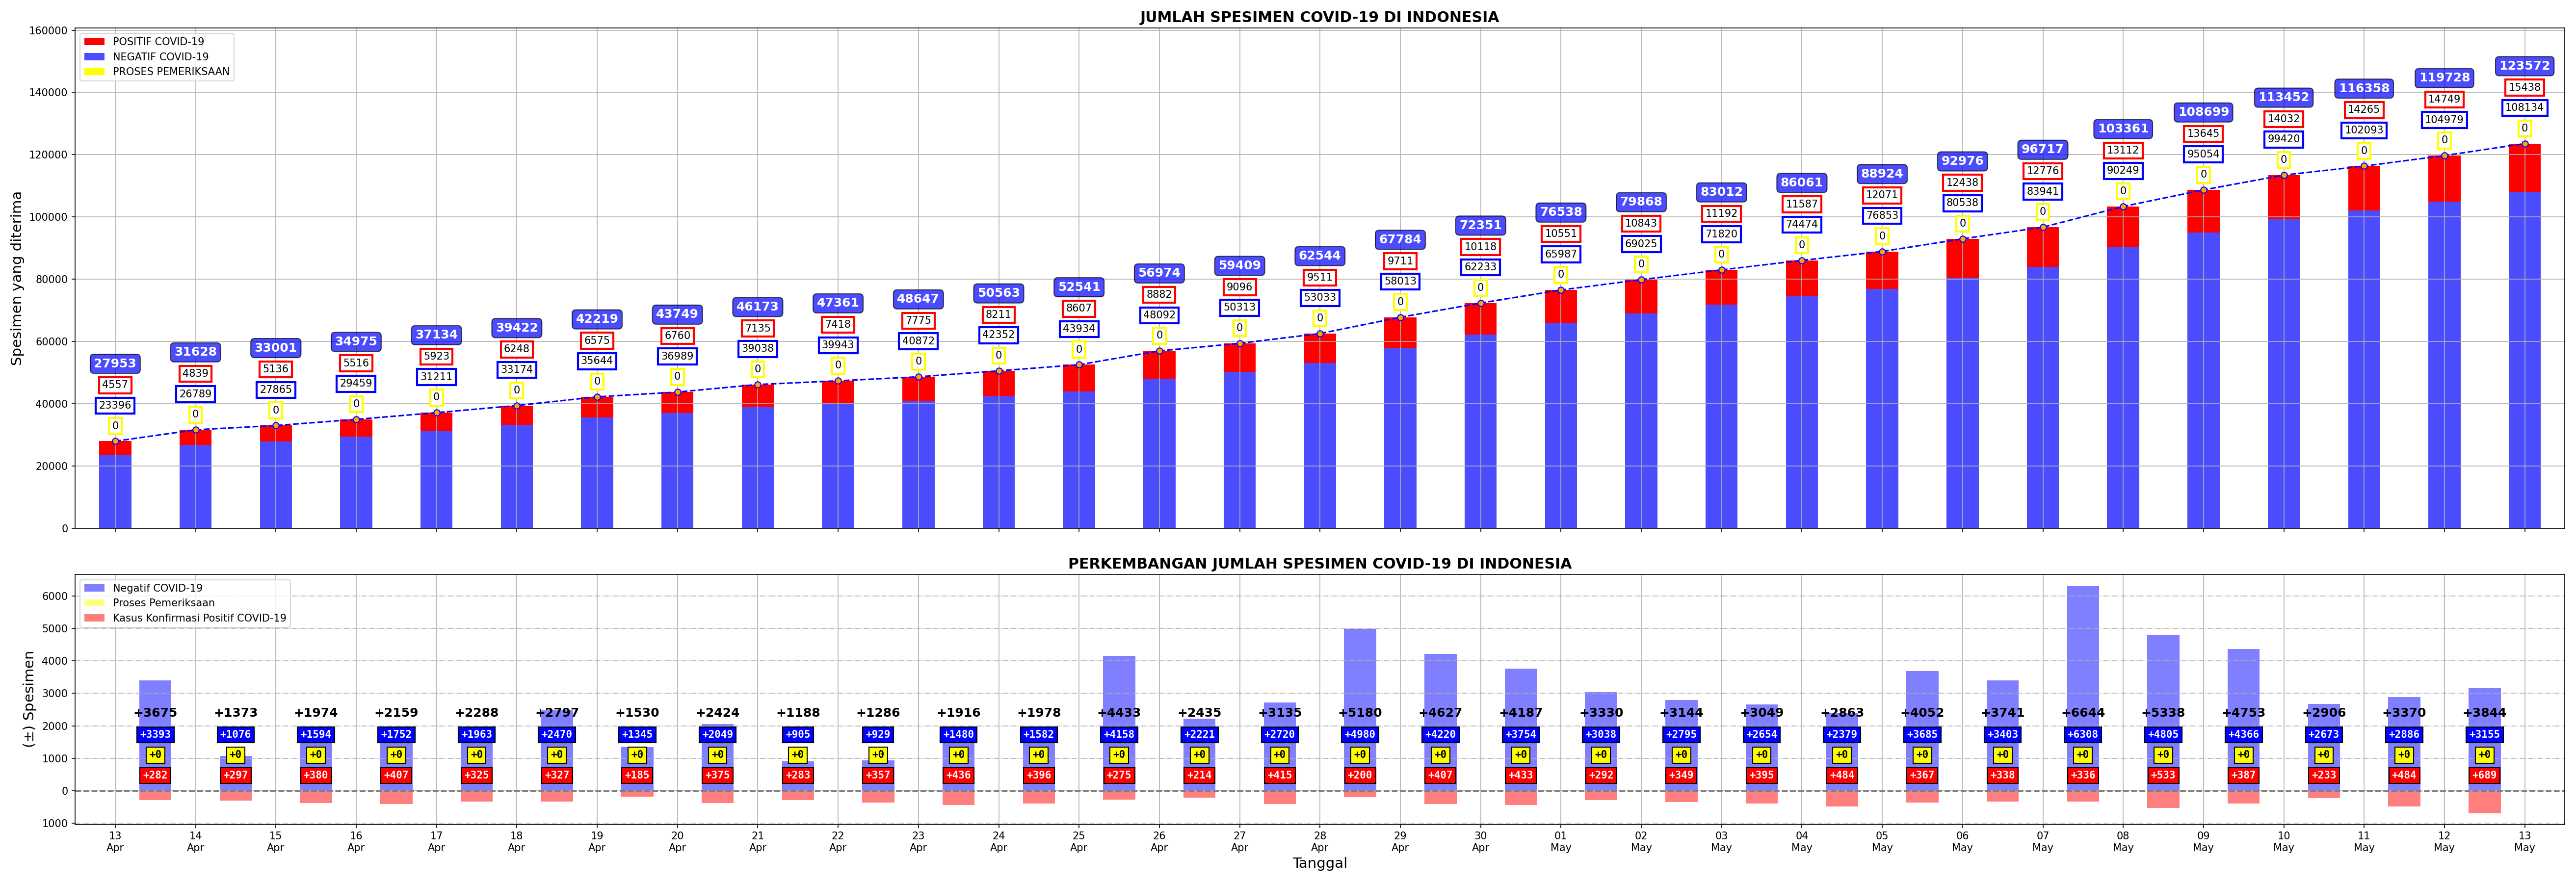 JUMLAH SPESIMEN COVID-19 DI INDONESIA
POSITIF COVID-19
NEGATIF COVID-19
PROSES PEMERIKSAAN
Spesimen yang diterima
160000
140000
120000
100000
80000
60000
40000
20000
0
27953 31628 33001 34975 37134 39422 42219 43749 46173 47361 48647 50563 52541 56974 59409 62544 67784 72351 76538 79868 83012 86061 88924 92976 96717 103361 108699 113452 116358 119728 123572
4557 4839 5136 5516 5923 6248 6575 6760 7135 7418 7775 8211 8607 8882 9096 9511 9711 10118 10551 10843 11192 11587 12071 12438 12776 13112 13645 14032 14265 14749 15438
23396 26789 27865 29459 31211 33174 35644 36989 39038 39943 40872 42352 43934 48092 50313 53033 58013 62233 65987 69025 71820 74474 76853 80538 83941 90249 95054 99420 102093 104979 108134
0 0 0 0 0 0 0 0 0 0 0 0 0 0 0 0 0 0 0 0 0 0 0 0 0 0 0 0 0 0 0
PERKEMBANGAN JUMLAH SPESIMEN COVID-19 DI INDONESIA
Negatif COVID-19
Proses Pemeriksaan
Kasus Konfirmasi Positif COVID-19
(±) Spesimen
6000
5000
4000
3000
2000
1000
0
1000
+3675 +1373 +1974 +2159 +2288 +2797 +1530 +2424 +1188 +1286 +1916 +1978 +4433 +2435 +3135 +5180 +4627 +4187 +3330 +3144 +3049 +2863 +4052 +3741 +6644 +5338 +4753 +2906 +3370 +3844
+3393 +1076 +1594 +1752 +1963 +2470 +1345 +2049 +905 +929 +1480 +1582 +4158 +2221 +2720 +4980 +4220 +3754 +3038 +2795 +2654 +2379 +3685 +3403 +6308 +4805 +4366 +2673 +2886 +3155
+0 +0 +0 +0 +0 +0 +0 +0 +0 +0 +0 +0 +0 +0 +0 +0 +0 +0 +0 +0 +0 +0 +0 +0 +0 +0 +0 +0 +0 +0
+282 +297 +380 +407 +325 +327 +185 +375 +283 +357 +436 +396 +275 +214 +415 +200 +407 +433 +292 +349 +395 +484 +367 +338 +336 +533 +387 +233 +484 +689
13 14 15 16 17 18 19 20 21 22 23 24 25 26 27 28 29 30 01 02 03 04 05 06 07 08 09 10 11 12 13
Apr Apr Apr Apr Apr Apr Apr Apr Apr Apr Apr Apr Apr Apr Apr Apr Apr Apr May May May May May May May May May May May May May
Tanggal